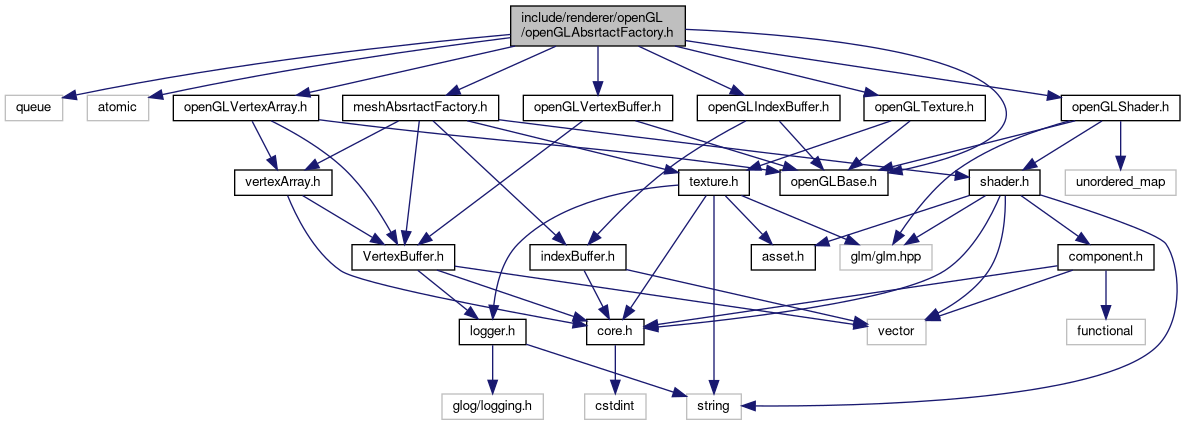 include/renderer/openGL
/openGLAbsrtactFactory.h
queue
atomic
openGLVertexArray.h
meshAbsrtactFactory.h
openGLVertexBuffer.h
openGLIndexBuffer.h
openGLTexture.h
openGLShader.h
vertexArray.h
texture.h
openGLBase.h
shader.h
unordered_map
VertexBuffer.h
indexBuffer.h
asset.h
glm/glm.hpp
component.h
logger.h
core.h
vector
functional
glog/logging.h
cstdint
string